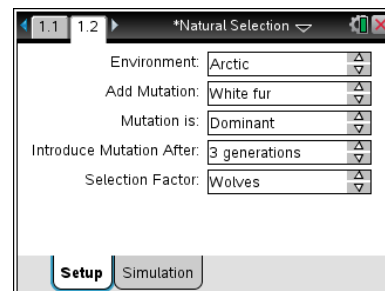 1.1 1.2 *Natural Selection
Environment: Arctic
Add Mutation: White fur
Mutation is: Dominant
Introduce Mutation After: 3 generations
Selection Factor: Wolves
Setup Simulation